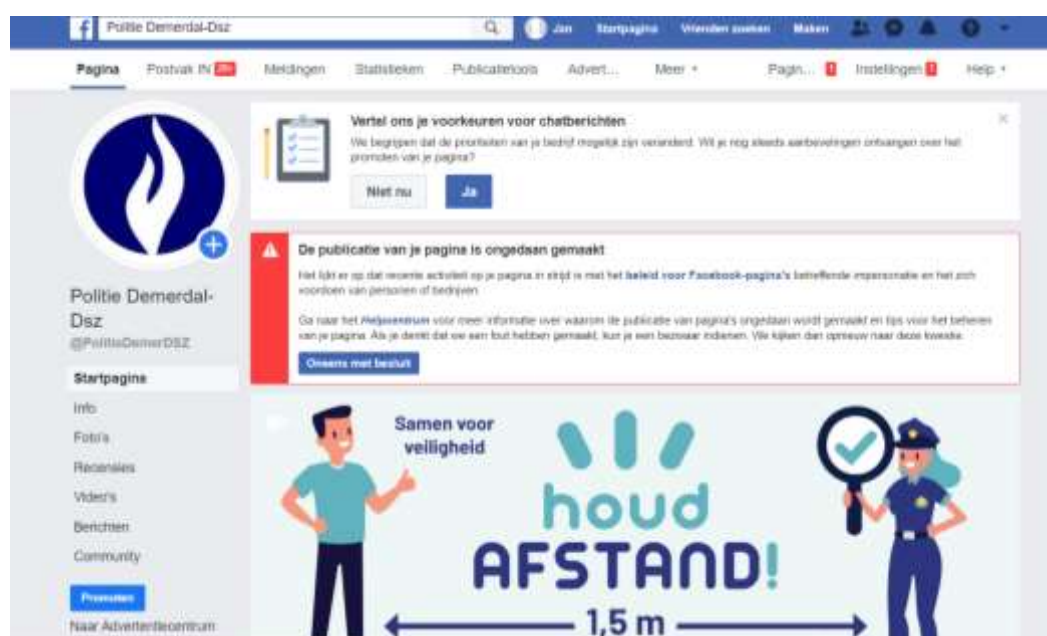 Politie Demerdal-Dsz
Jan Startpagina Vrienden zoeken Maken
Pagina Postvak IN 20+ Meldingen Statistieken Publicatietools Advert... Meer Pagin... 1 Instellingen 1 Help
Vertel ons je voorkeuren voor chatberichten
We begrijpen dat de prioriteiten van je bedrijf mogelijk zijn veranderd. Wil je nog steeds aanbevelingen ontvangen over het
promoten van je pagina?
Niet nu Ja
De publicatie van je pagina is ongedaan gemaakt
Het lijkt er op dat recente activiteit op je pagina in strijd is met het beleid voor Facebook-pagina's betreffende impersonatie en het zich
voordoen van personen of bedrijven.
Ga naar het Helpcentrum voor meer informatie over waarom de publicatie van pagina's ongedaan wordt gemaakt en tips voor het beheren
van je pagina. Als je denkt dat we een fout hebben gemaakt, kun je een bezwaar indienen. We kijken dan opnieuw naar deze kwestie.
Oneens met besluit
Politie Demerdal-
Dsz
@PolitieDemerDSZ
Startpagina
Info
Foto's
Recensies
Video's
Berichten
Community
Promoten
Naar Advertentiecentrum
Samen voor
veiligheid
houd
AFSTAND!
1,5 m